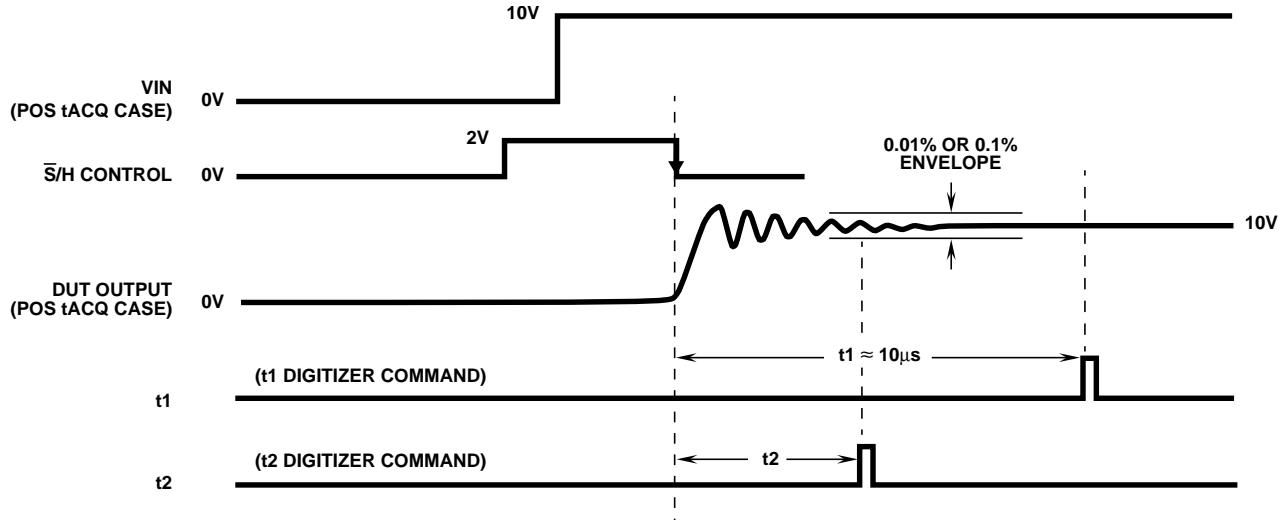 10V
VIN
(POS tACQ CASE)
0V
2V
S̅/H CONTROL
0V
0.01% OR 0.1%
ENVELOPE
10V
DUT OUTPUT
(POS tACQ CASE)
0V
t1 ≈ 10μs
(t1 DIGITIZER COMMAND)
t1
(t2 DIGITIZER COMMAND)
t2
t2